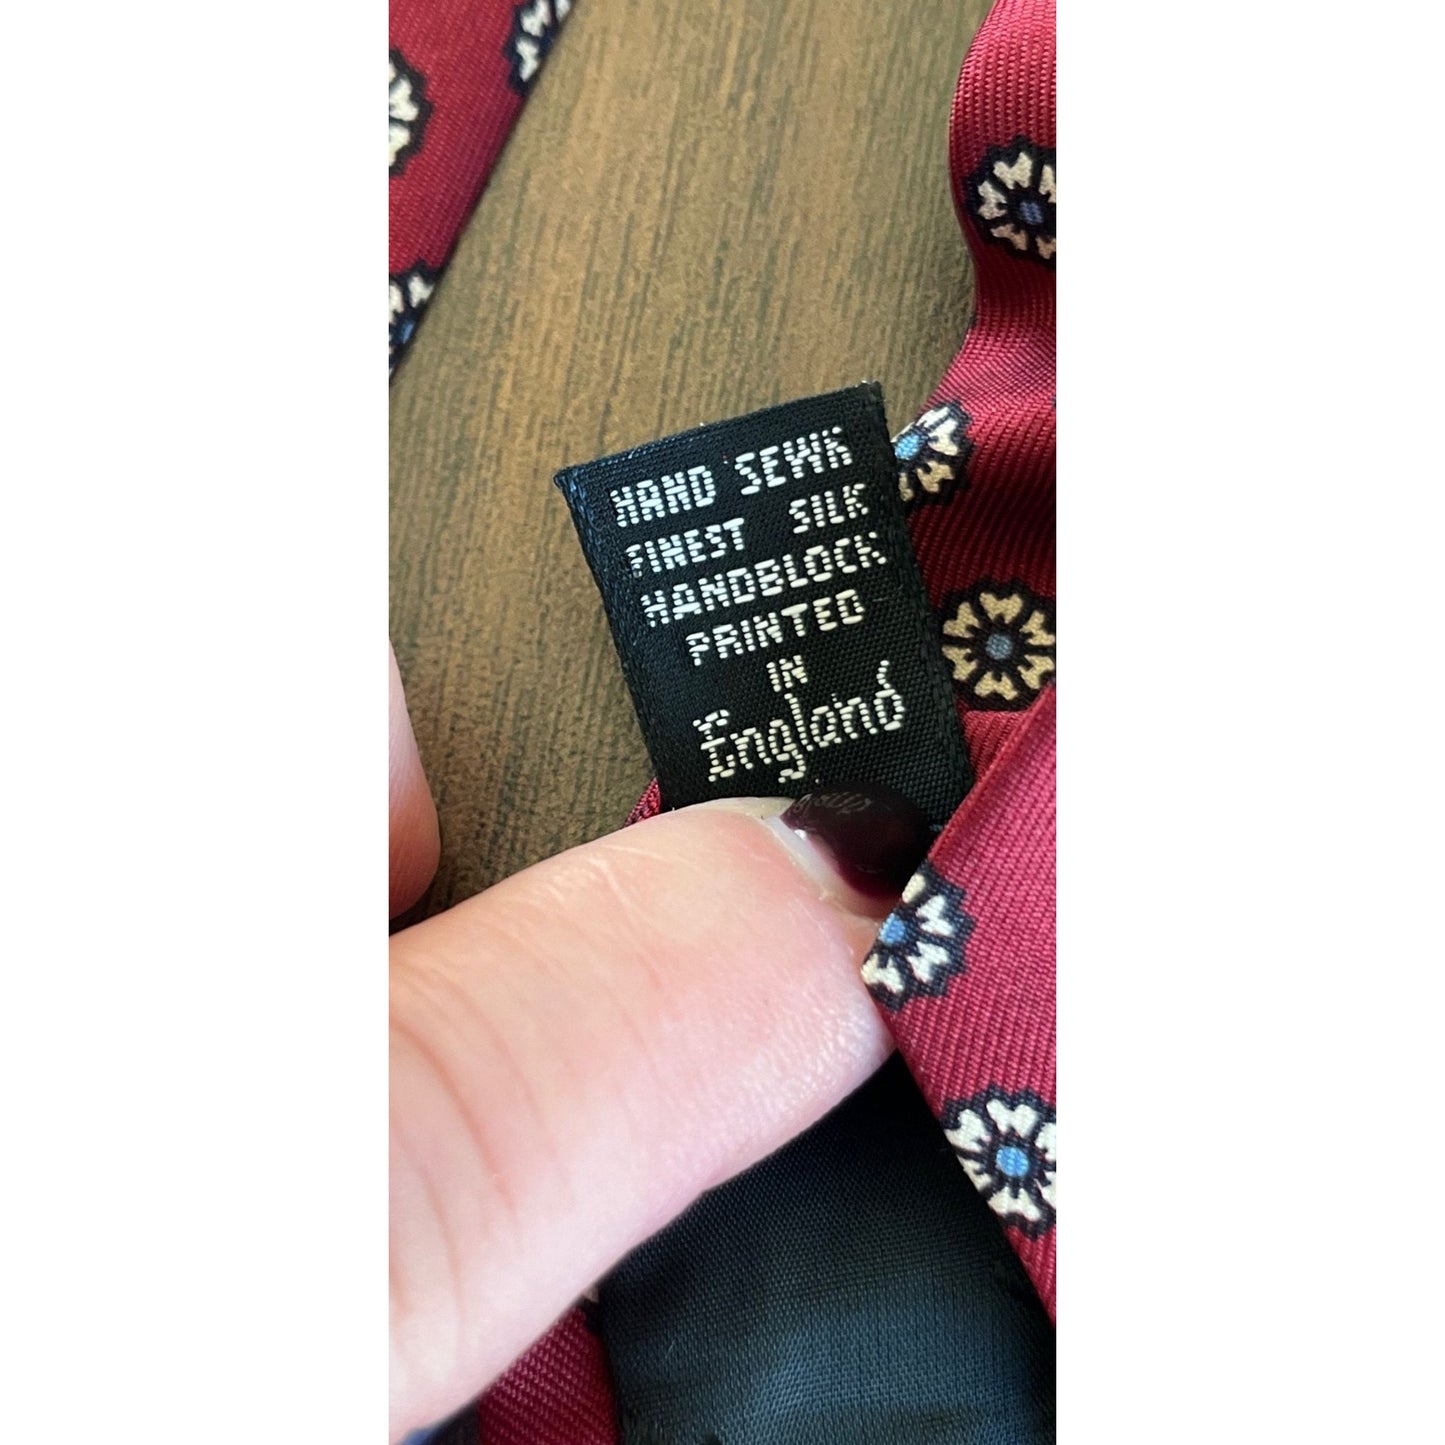 HAND SEWN
FINEST SILK
HANDBLOCK
PRINTED
IN
England